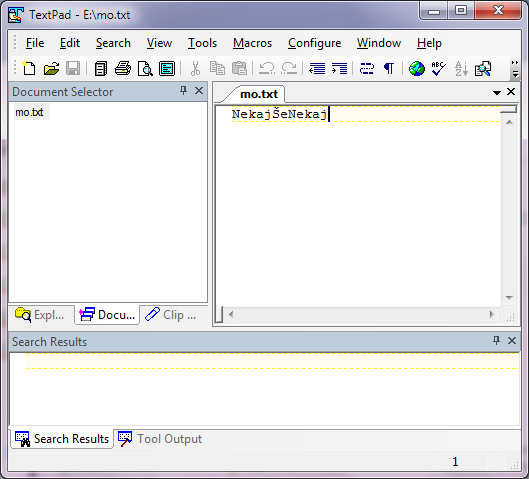 TextPad - E:\mo.txt
File Edit Search View Tools Macros Configure Window Help
Document Selector
mo.txt
mo.txt
NekajŠeNekaj
Expl... Docu... Clip ...
Search Results
Search Results Tool Output
1